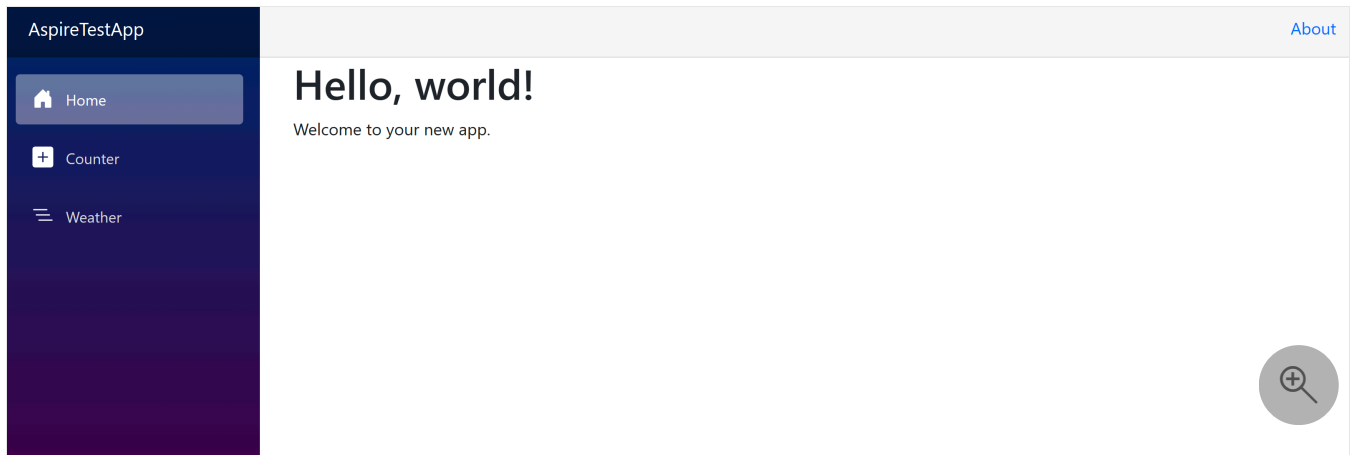 AspireTestApp
About
Home
Counter
Weather
Hello, world!
Welcome to your new app.